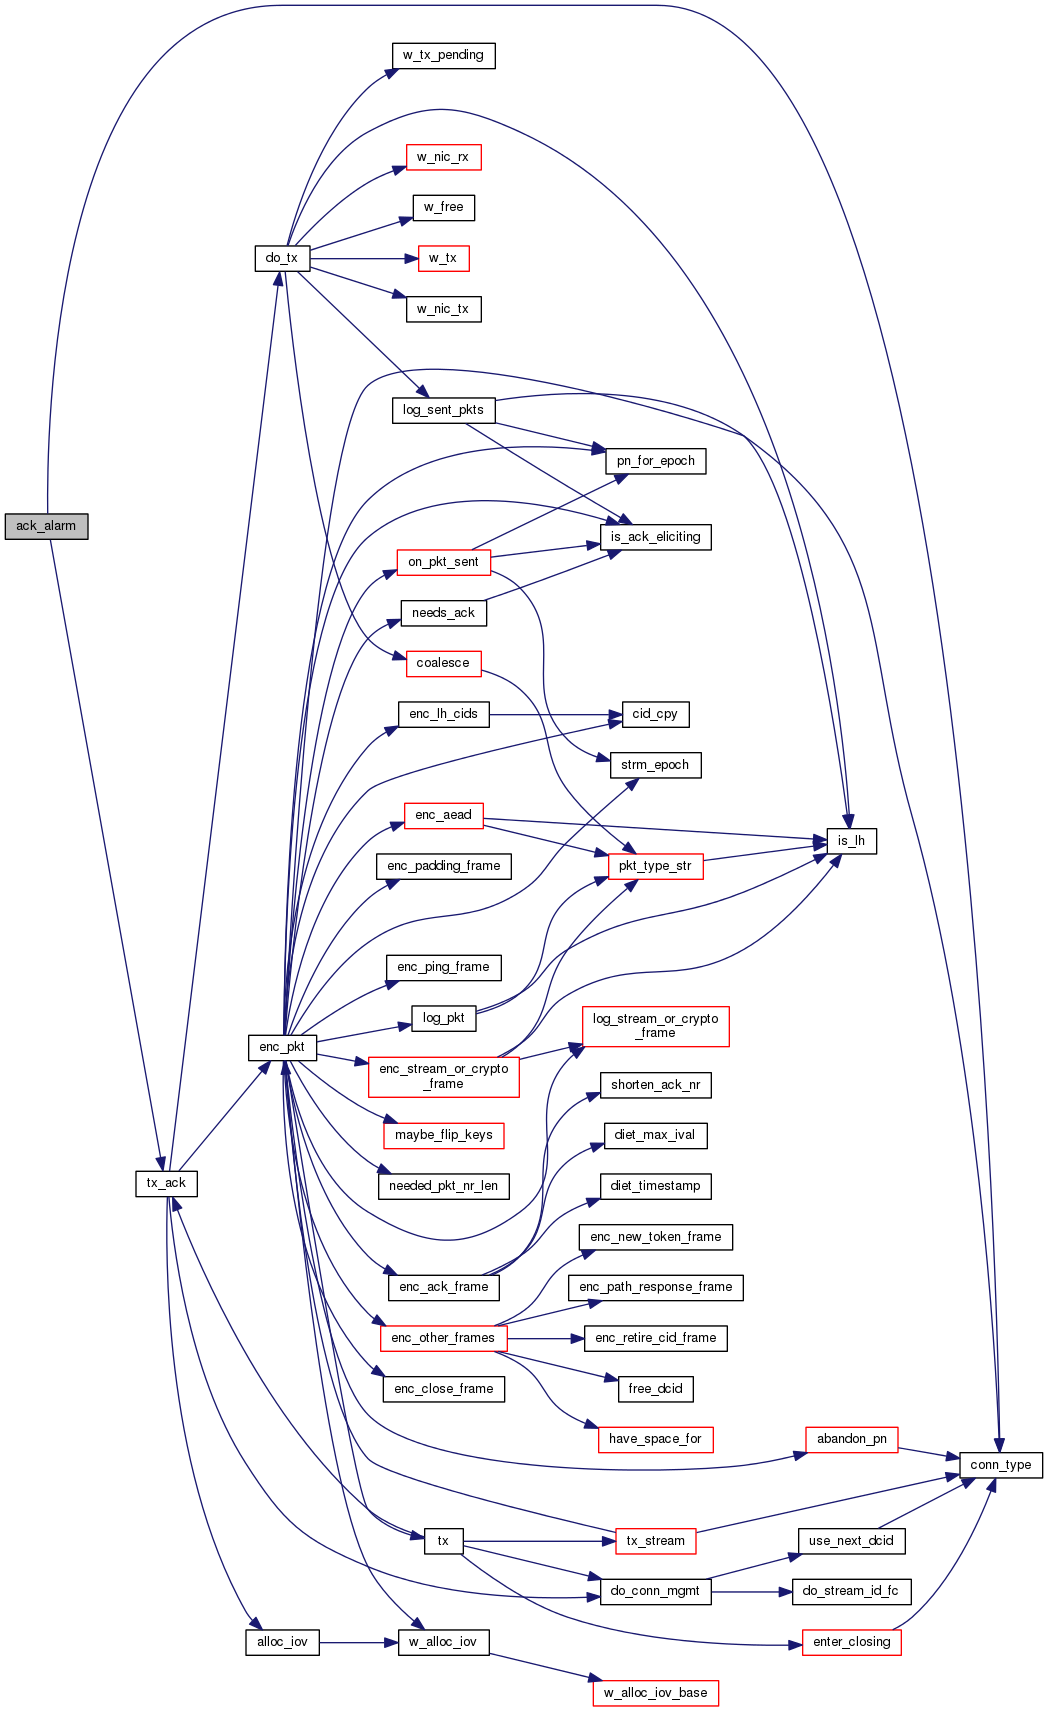 w_tx_pending
w_nic_rx
w_free
do_tx
w_tx
w_nic_tx
log_sent_pkts
pn_for_epoch
ack_alarm
is_ack_eliciting
on_pkt_sent
needs_ack
coalesce
enc_lh_cids
cid_cpy
strm_epoch
enc_aead
is_lh
enc_padding_frame
pkt_type_str
enc_ping_frame
log_pkt
log_stream_or_crypto
_frame
enc_pkt
enc_stream_or_crypto
_frame
shorten_ack_nr
maybe_flip_keys
diet_max_ival
tx_ack
needed_pkt_nr_len
diet_timestamp
enc_new_token_frame
enc_ack_frame
enc_path_response_frame
enc_other_frames
enc_retire_cid_frame
enc_close_frame
free_dcid
have_space_for
abandon_pn
conn_type
tx
tx_stream
use_next_dcid
do_conn_mgmt
do_stream_id_fc
alloc_iov
w_alloc_iov
enter_closing
w_alloc_iov_base